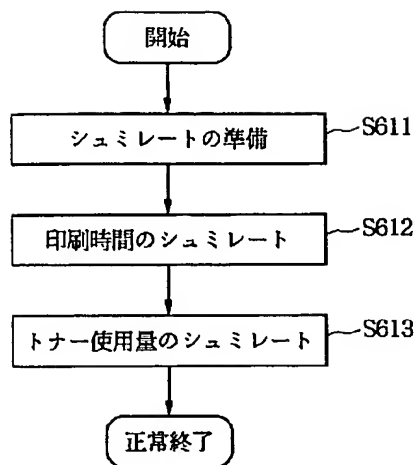 開始
シュミレートの準備
S611
印刷時間のシュミレート
S612
トナー使用量のシュミレート
S613
正常終了